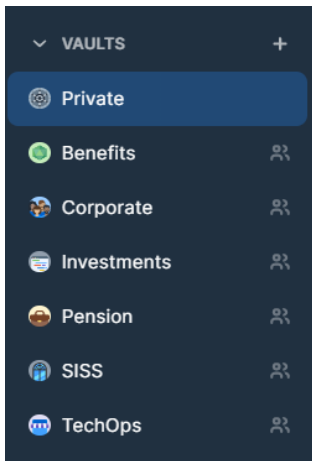 VAULTS
Private
Benefits
Corporate
Investments
Pension
SISS
TechOps